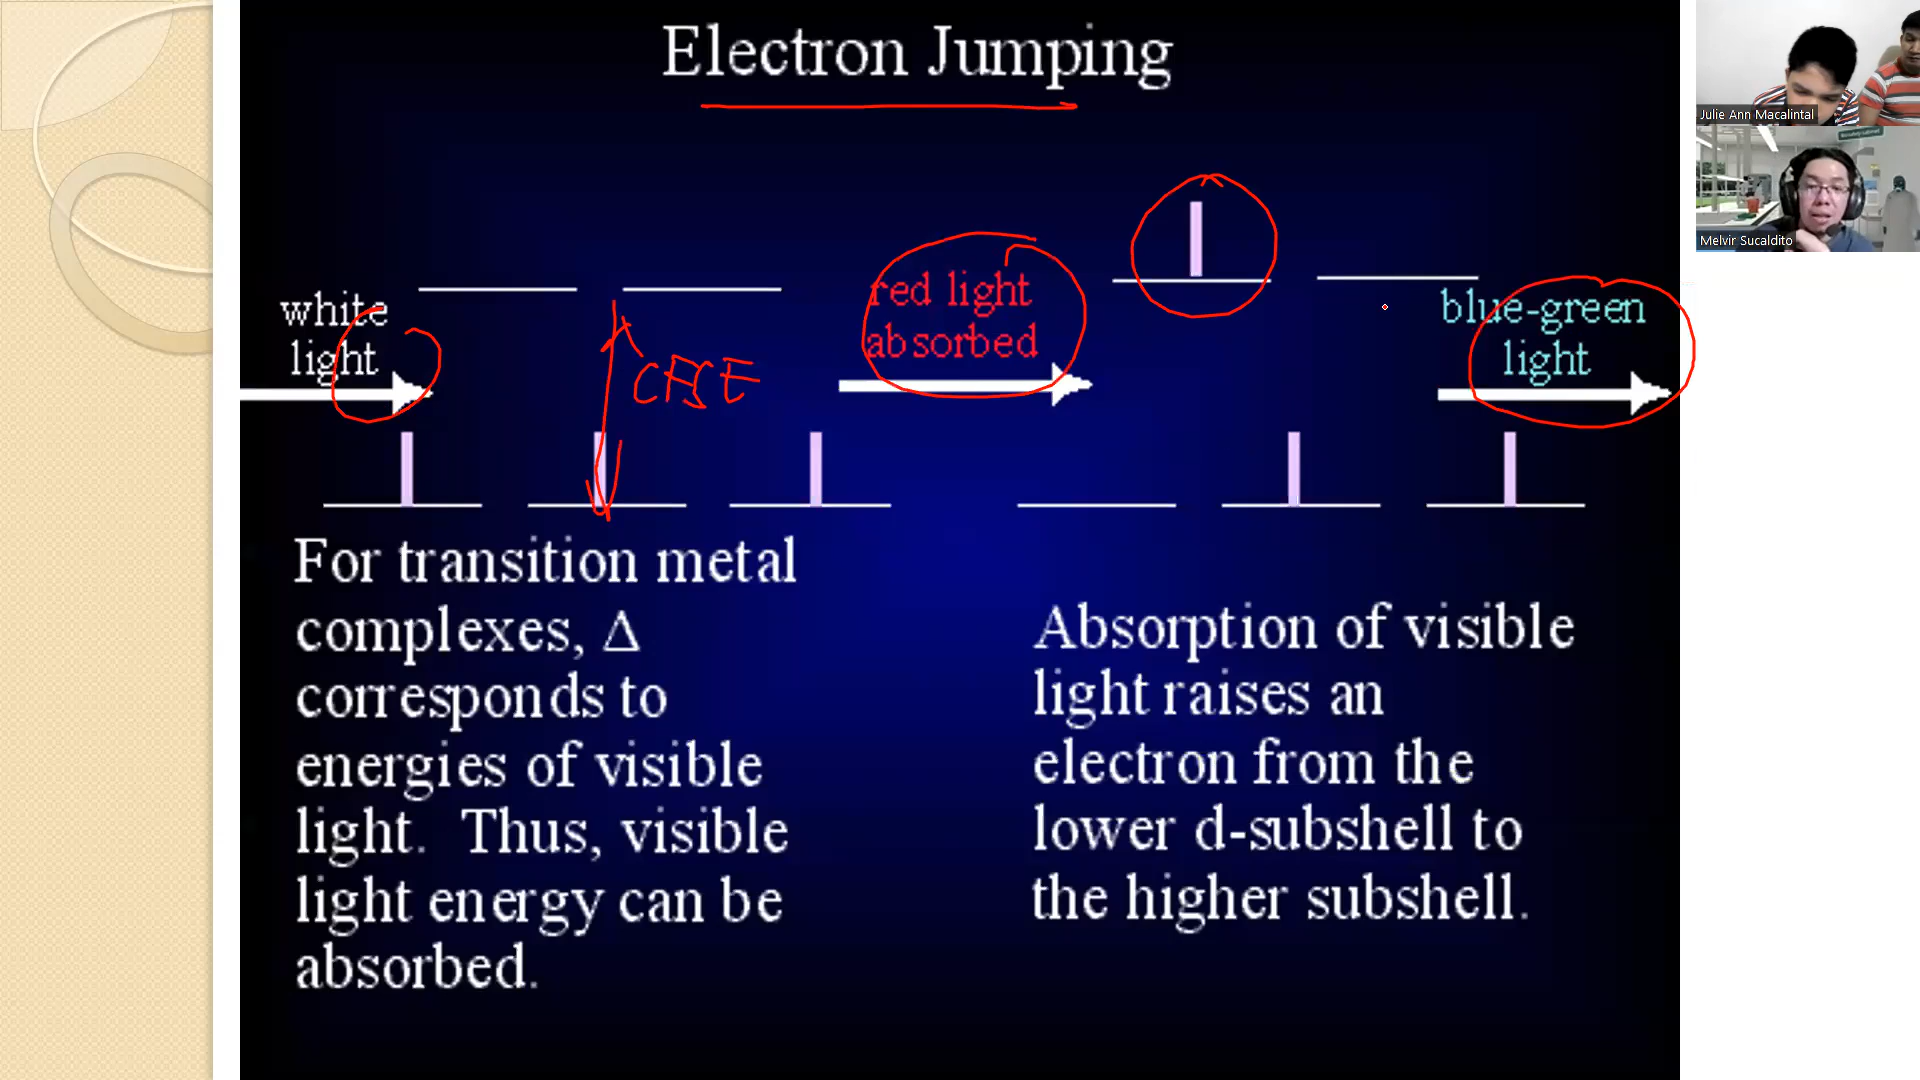 Electron Jumping
white
light
CFSE
red light
absorbed
blue-green
light
For transition metal
complexes, Δ
corresponds to
energies of visible
light. Thus, visible
light energy can be
absorbed.
Absorption of visible
light raises an
electron from the
lower d-subshell to
the higher subshell.
Julie Ann Macalintal
Melvir Sucaldito